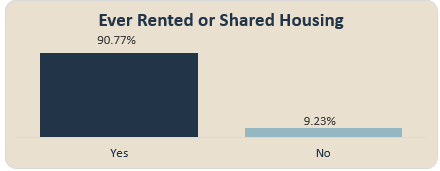 Ever Rented or Shared Housing
90.77%
9.23%
Yes
No